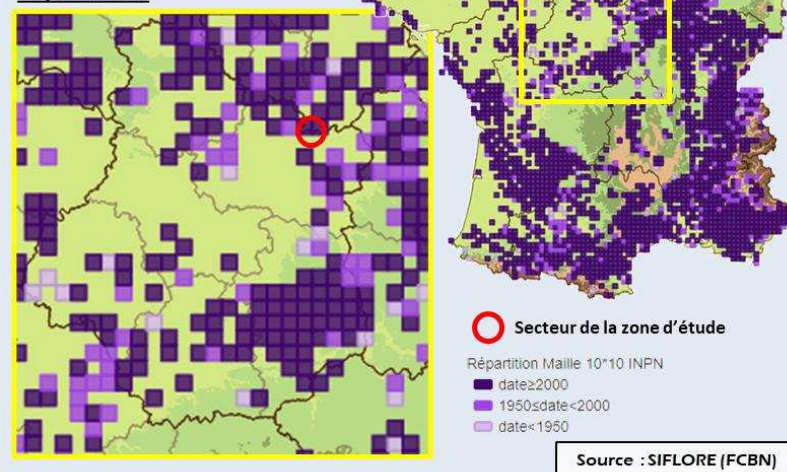 Secteur de la zone d'étude
Répartition Maille 10*10 INPN
date≥2000
1950≤date<2000
date<1950
Source : SIFLORE (FCBN)